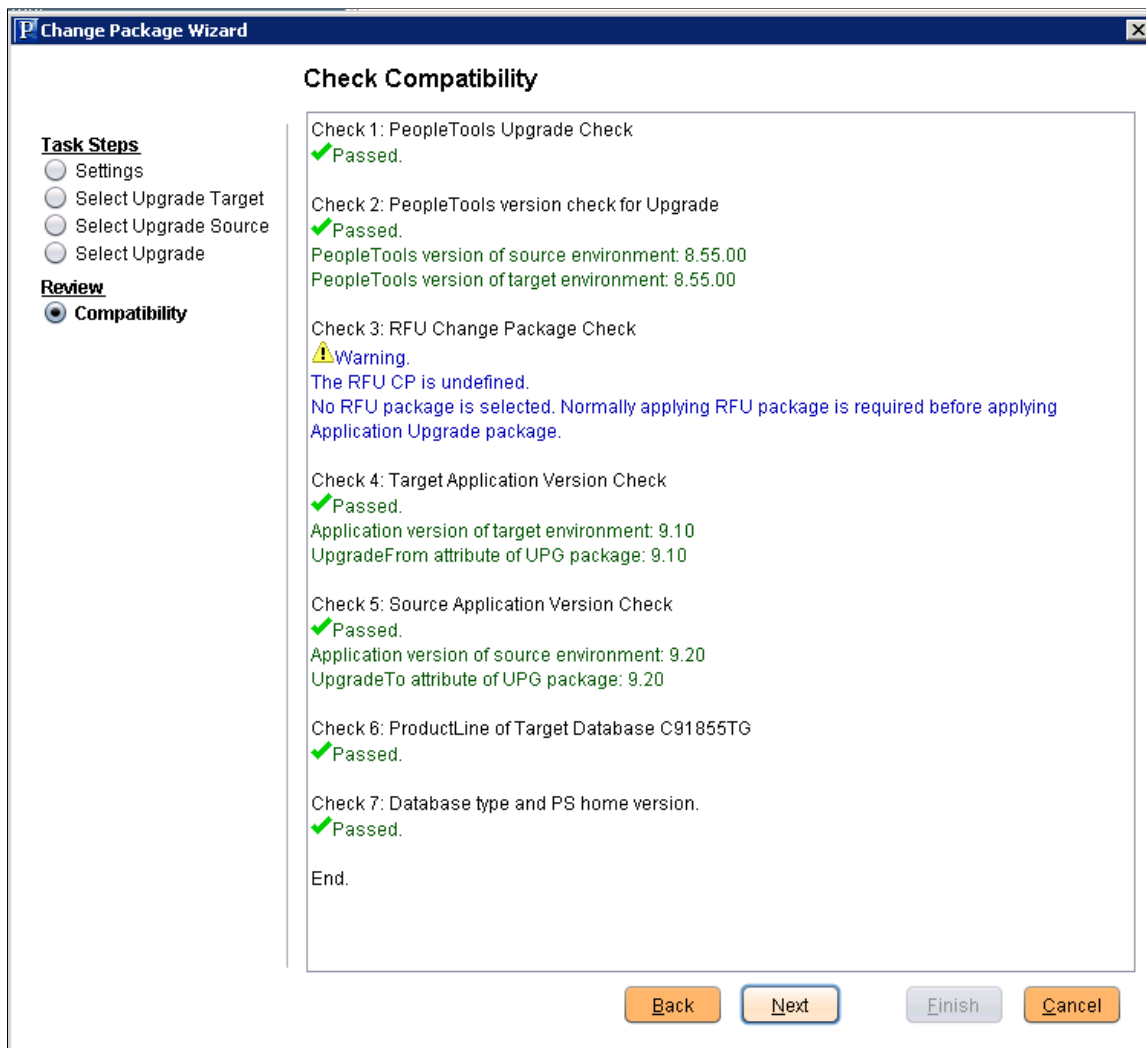 Change Package Wizard
Check Compatibility
Task Steps
Settings
Select Upgrade Target
Select Upgrade Source
Select Upgrade
Review
Compatibility
Check 1: PeopleTools Upgrade Check
Passed.
Check 2: PeopleTools version check for Upgrade
Passed.
PeopleTools version of source environment: 8.55.00
PeopleTools version of target environment: 8.55.00
Check 3: RFU Change Package Check
Warning.
The RFU CP is undefined.
No RFU package is selected. Normally applying RFU package is required before applying
Application Upgrade package.
Check 4: Target Application Version Check
Passed.
Application version of target environment: 9.10
UpgradeFrom attribute of UPG package: 9.10
Check 5: Source Application Version Check
Passed.
Application version of source environment: 9.20
UpgradeTo attribute of UPG package: 9.20
Check 6: ProductLine of Target Database C91855TG
Passed.
Check 7: Database type and PS home version.
Passed.
End.
Back
Next
Finish
Cancel